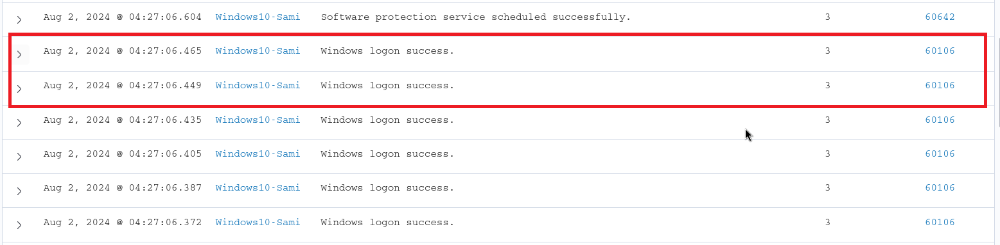 Aug 2, 2024 @ 04:27:06.604 Windows10-Sami Software protection service scheduled successfully. 3 60642
Aug 2, 2024 @ 04:27:06.465 Windows10-Sami Windows logon success. 3 60106
Aug 2, 2024 @ 04:27:06.449 Windows10-Sami Windows logon success. 3 60106
Aug 2, 2024 @ 04:27:06.435 Windows10-Sami Windows logon success. 3 60106
Aug 2, 2024 @ 04:27:06.405 Windows10-Sami Windows logon success. 3 60106
Aug 2, 2024 @ 04:27:06.387 Windows10-Sami Windows logon success. 3 60106
Aug 2, 2024 @ 04:27:06.372 Windows10-Sami Windows logon success. 3 60106